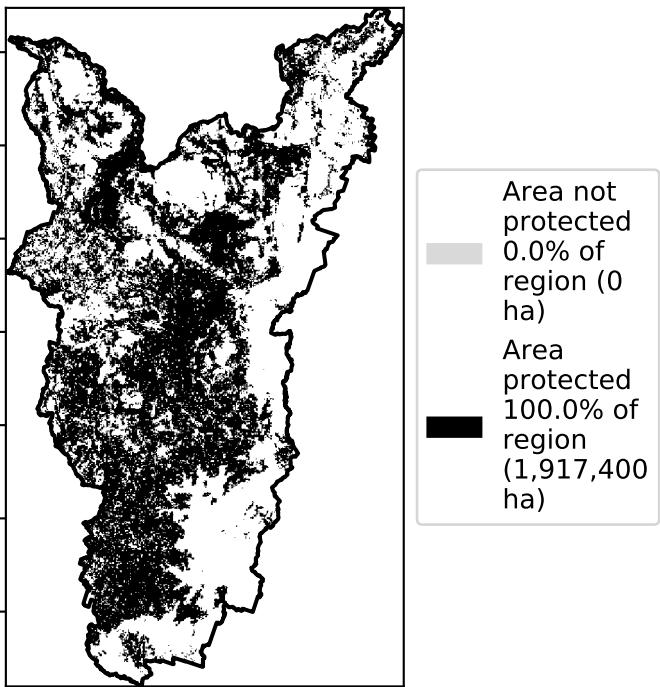 Area not
protected
0.0% of
region (0
ha)
Area
protected
100.0% of
region
(1,917,400
ha)